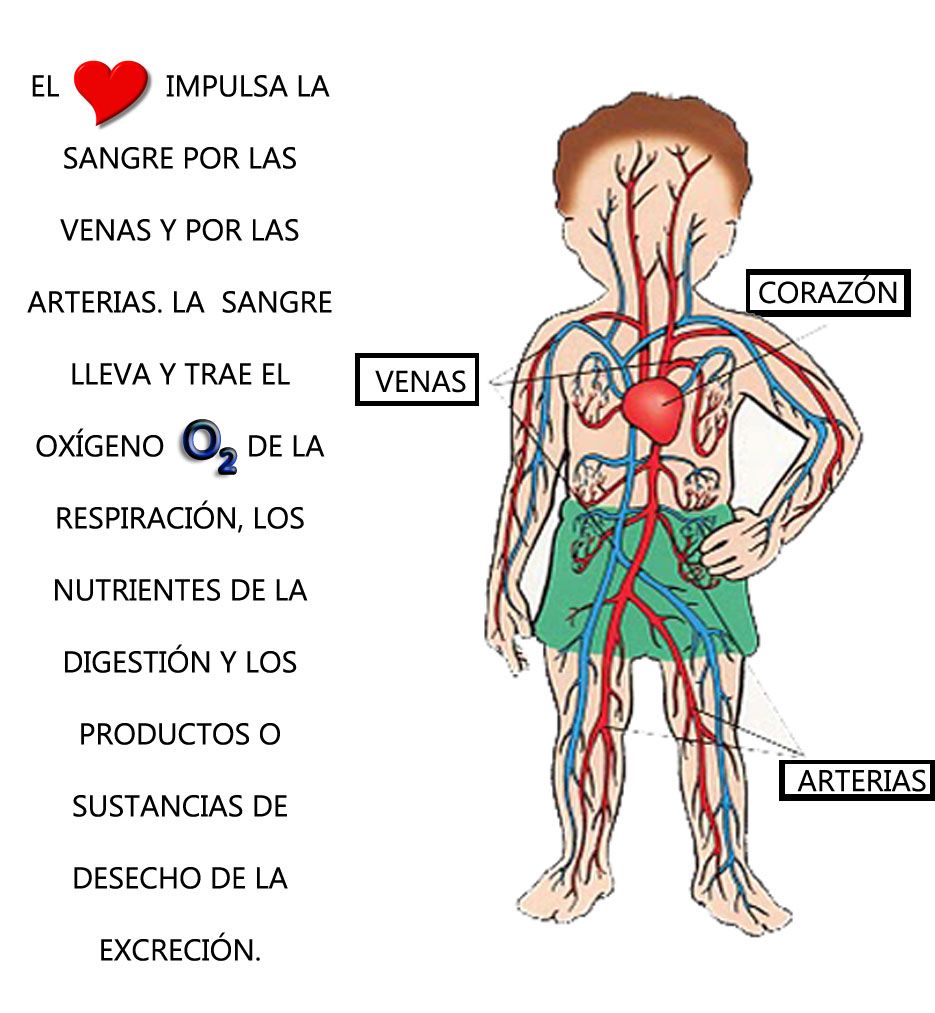 EL IMPULSA LA
SANGRE POR LAS
VENAS Y POR LAS
ARTERIAS. LA SANGRE
LLEVA Y TRAE EL
OXÍGENO O2 DE LA
RESPIRACIÓN, LOS
NUTRIENTES DE LA
DIGESTIÓN Y LOS
PRODUCTOS O
SUSTANCIAS DE
DESECHO DE LA
EXCRECIÓN.
CORAZÓN
VENAS
ARTERIAS